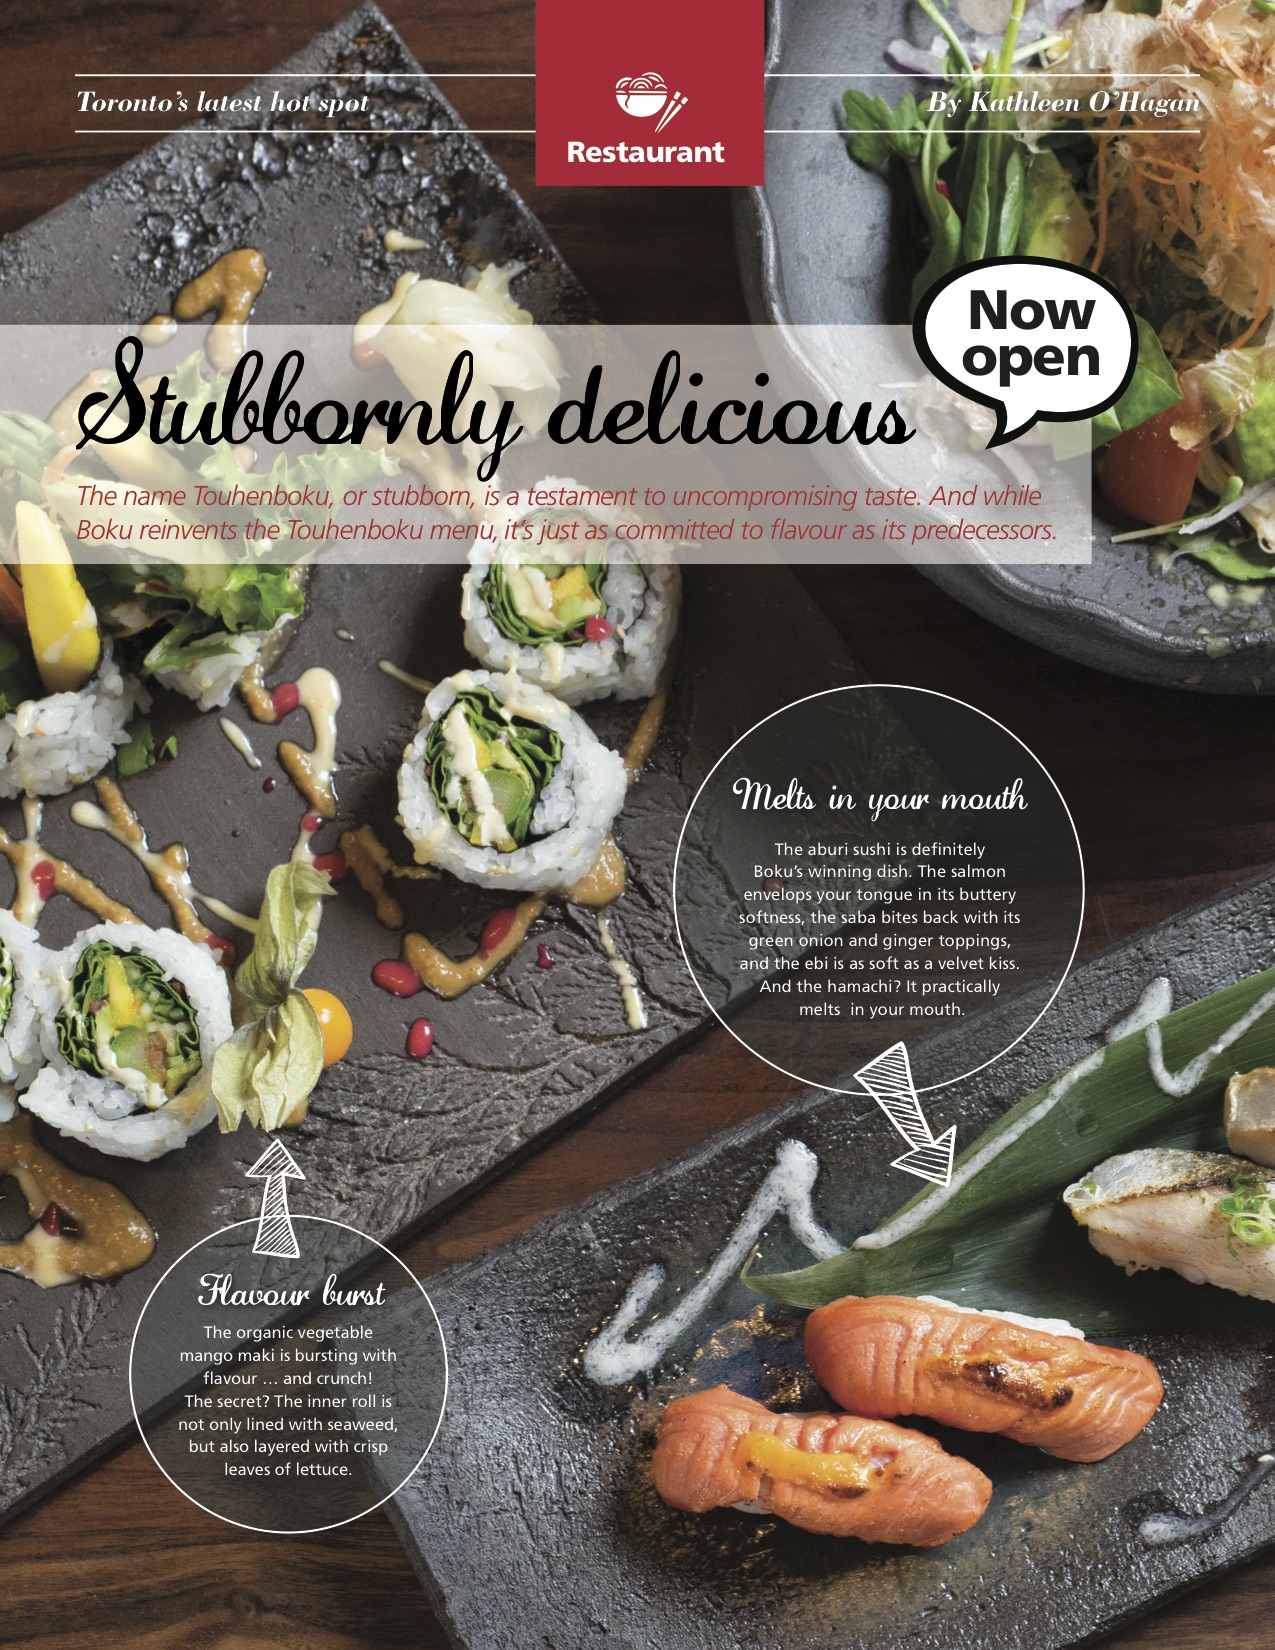 Toronto's latest hot spot
By Kathleen O'Hagan
Restaurant
Now
open
Stubbornly delicious
The name Touhenboku, or stubborn, is a testament to uncompromising taste. And while
Boku reinvents the Touhenboku menu, it's just as committed to flavour as its predecessors.
Melts in your mouth
The aburi sushi is definitely
Boku's winning dish. The salmon
envelops your tongue in its buttery
softness, the saba bites back with its
green onion and ginger toppings,
and the ebi is as soft as a velvet kiss.
And the hamachi? It practically
melts  in your mouth.
Flavour burst
The organic vegetable
mango maki is bursting with
flavour … and crunch!
The secret? The inner roll is
not only lined with seaweed,
but also layered with crisp
leaves of lettuce.